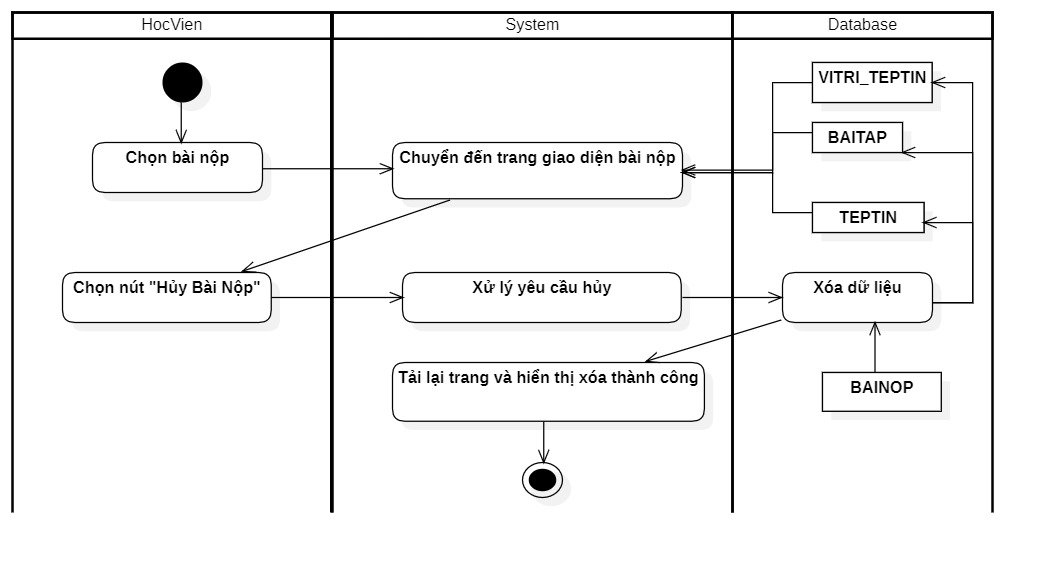 HocVien
System
Database
VITRI_TEPTIN
BAITAP
Chọn bài nộp
Chuyển đến trang giao diện bài nộp
TEPTIN
Chọn nút "Hủy Bài Nộp"
Xử lý yêu cầu hủy
Xóa dữ liệu
Tải lại trang và hiển thị xóa thành công
BAINOP